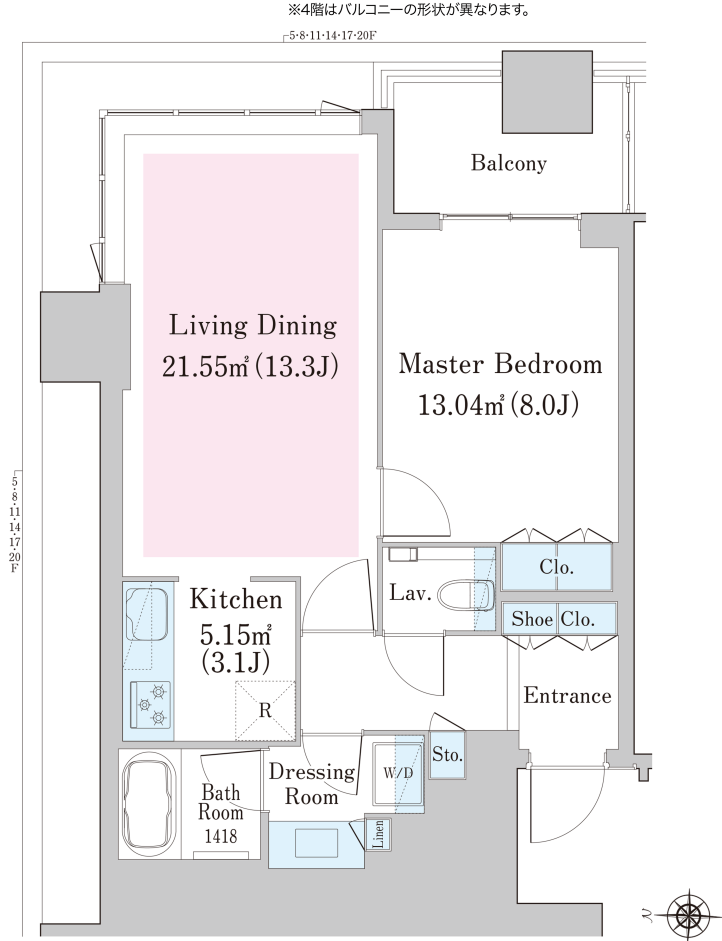 ※4階はバルコニーの形状が異なります。
5・8・11・14・17・20F
Balcony
Living Dining
21.55㎡(13.3J)
Master Bedroom
13.04㎡(8.0J)
5・8・11・14・17・20F
Clo.
Lav.
Kitchen
5.15㎡
(3.1J)
Shoe Clo.
R
Entrance
Sto.
Dressing
Room
W/D
Bath
Room
1418
Linen
N